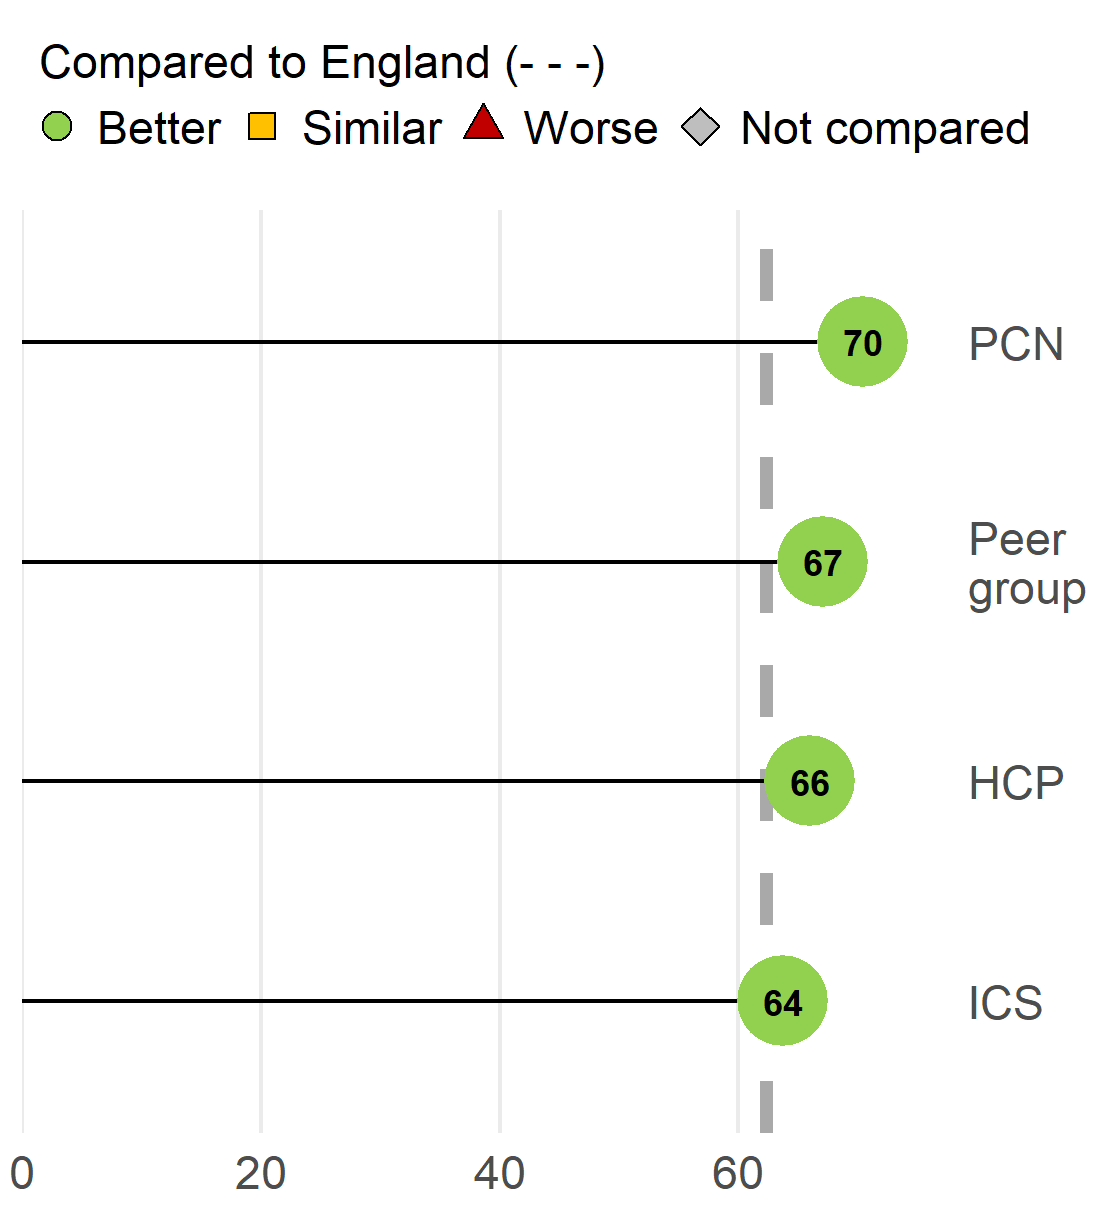 Compared to England (- - -)
Better Similar Worse Not compared
70 PCN
67 Peer
group
66 HCP
64 ICS
0 20 40 60